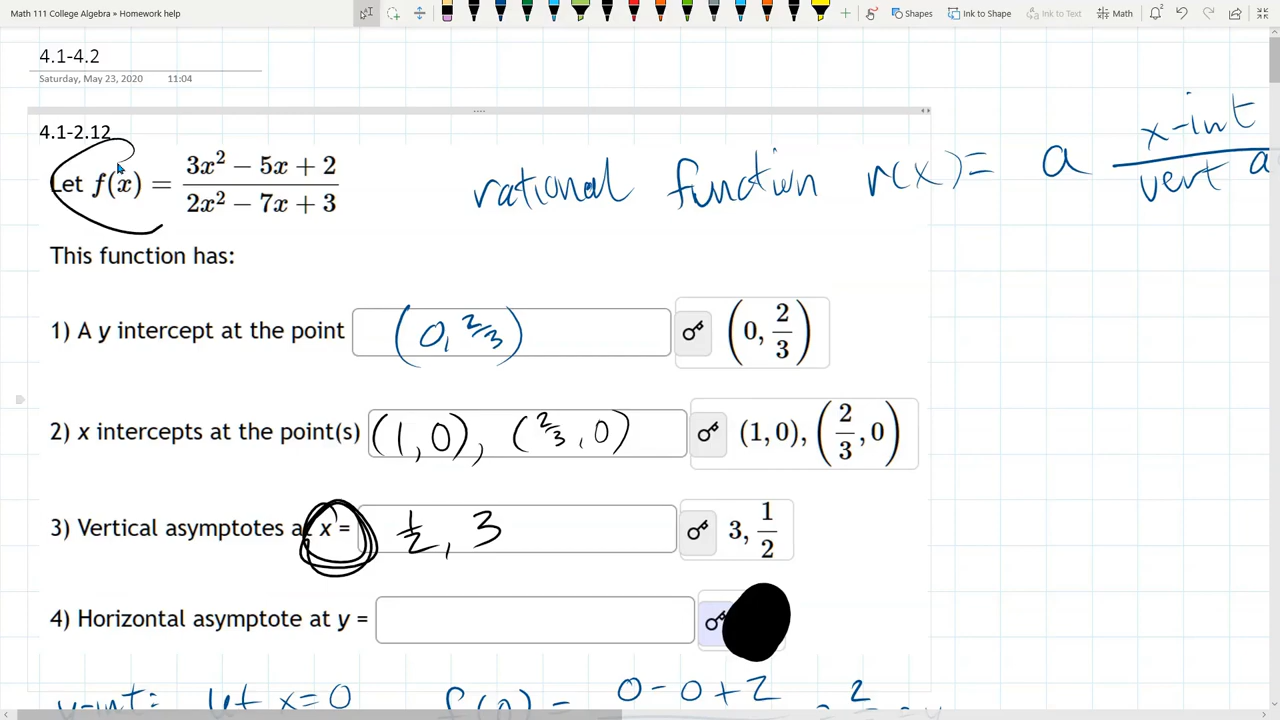 Math 111 College Algebra » Homework help
Shapes Ink to Shape Ink to Text Math
4.1-4.2
Saturday, May 23, 2020 11:04
4.1-2.12
Let f(x) = (3x² − 5x + 2)/(2x² − 7x + 3)
rational function r(x) = a x-int/vert a
This function has:
1) A y intercept at the point (0, 2/3) (0, 2/3)
2) x intercepts at the point(s) (1, 0), (2/3, 0) (1, 0), (2/3, 0)
3) Vertical asymptotes at x = 1/2, 3 3, 1/2
4) Horizontal asymptote at y =
y-int: let x=0 f(0) = 0-0+2 2